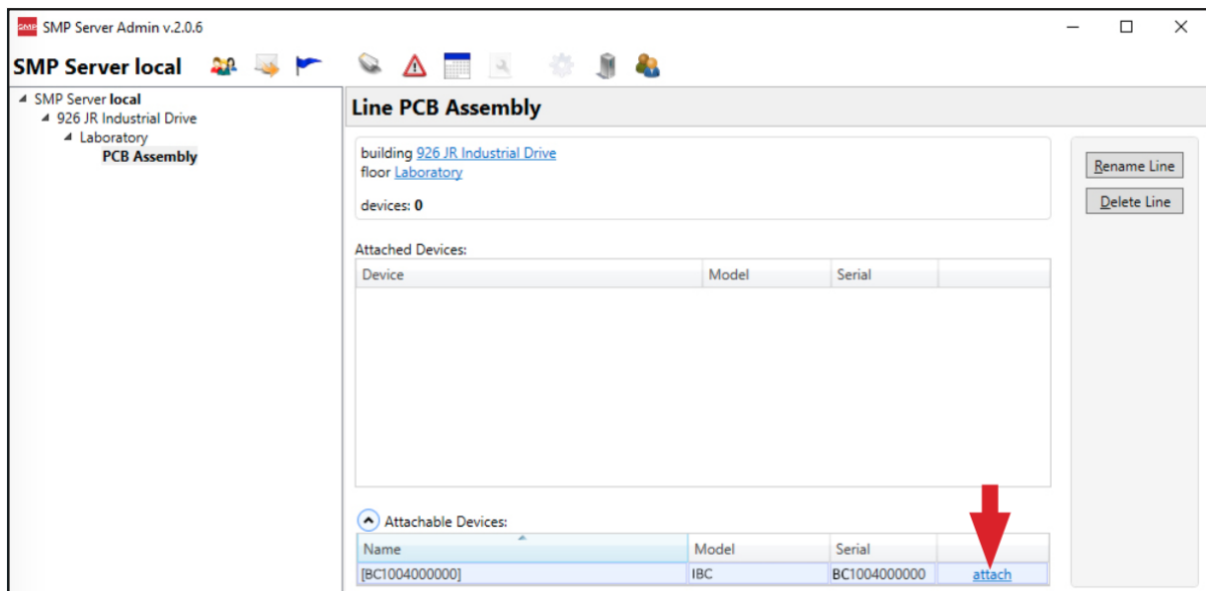 SMP SMP Server Admin v.2.0.6
SMP Server local
SMP Server local
926 JR Industrial Drive
Laboratory
PCB Assembly
Line PCB Assembly
building 926 JR Industrial Drive
floor Laboratory
devices: 0
Rename Line
Delete Line
Attached Devices:
Device Model Serial
Attachable Devices:
Name Model Serial
[BC1004000000] IBC BC1004000000 attach